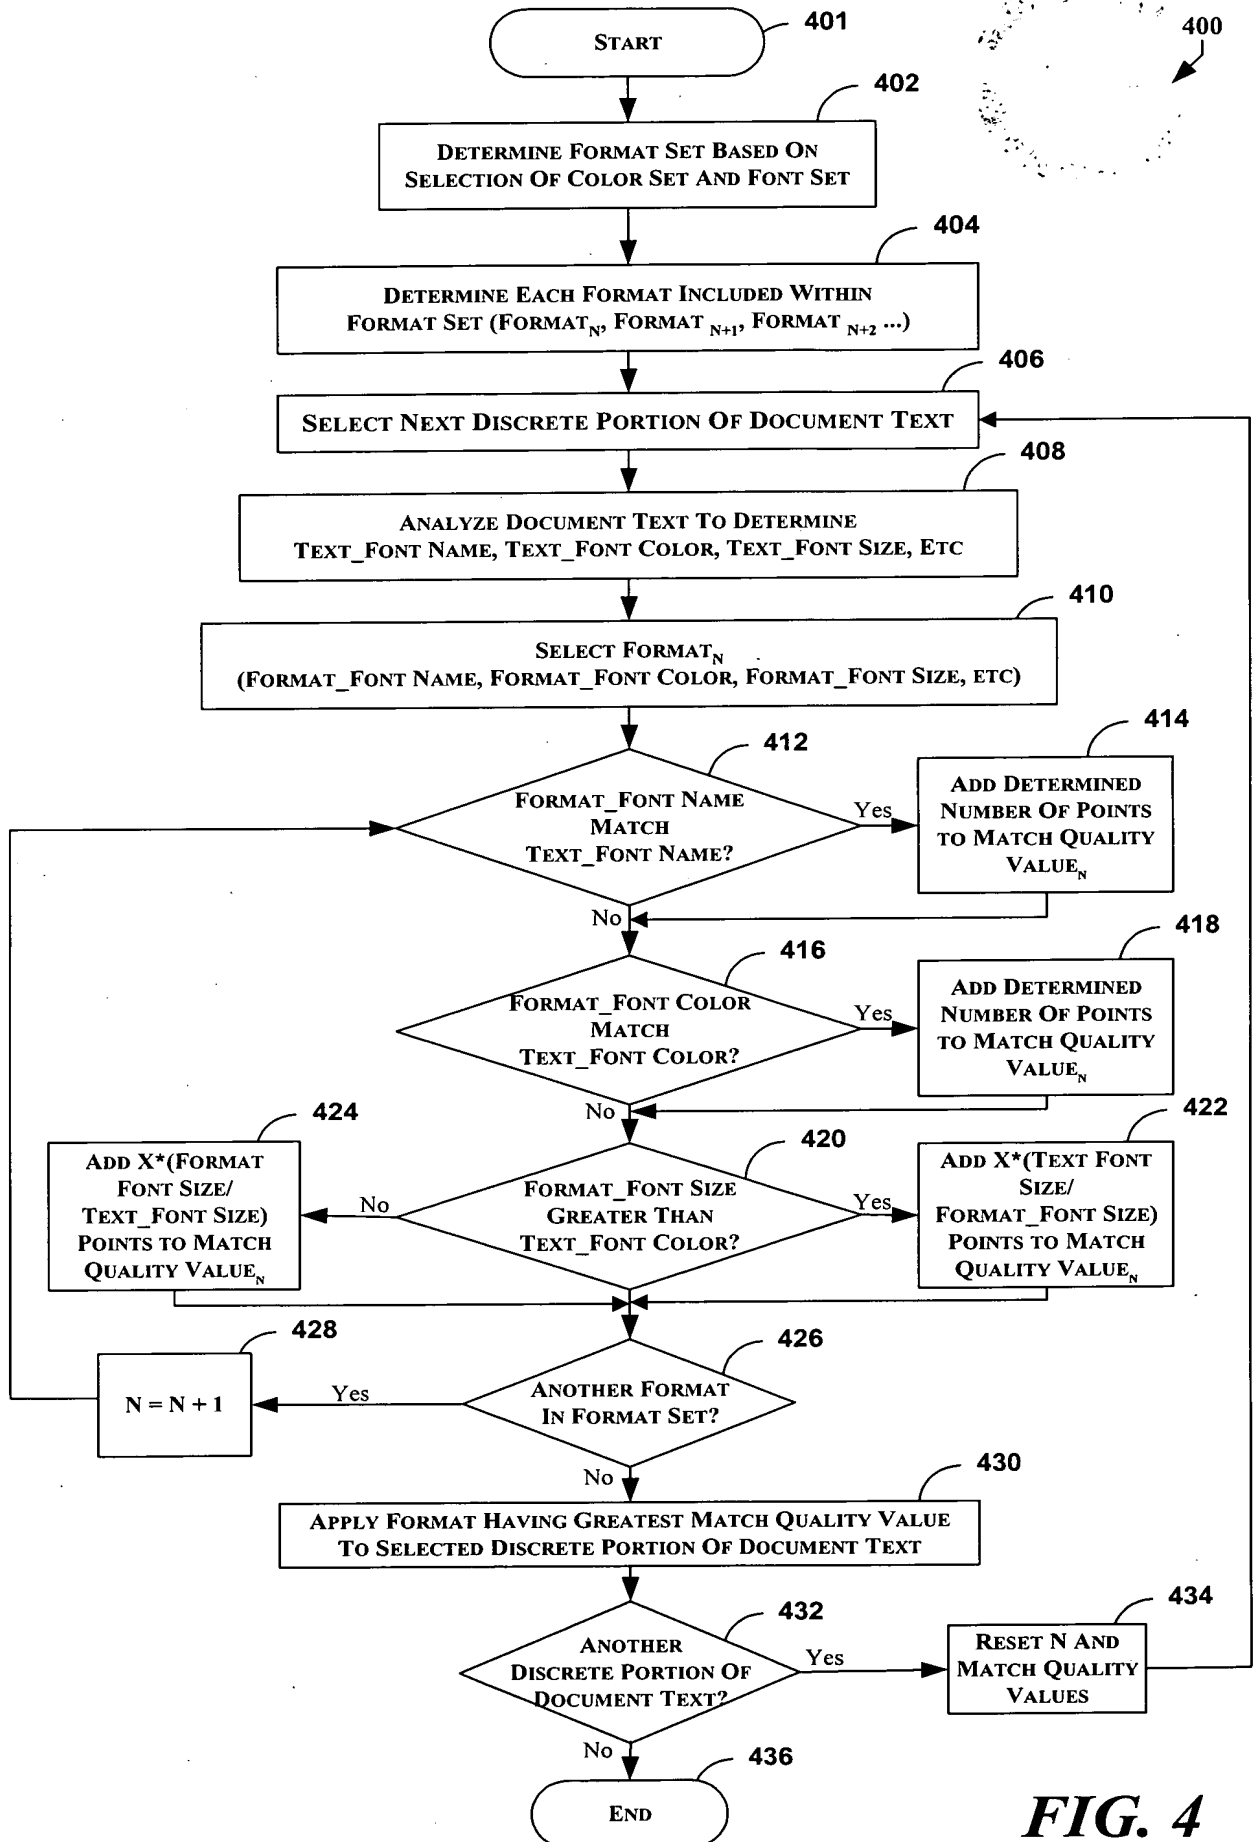 400
START
401
402
DETERMINE FORMAT SET BASED ON
SELECTION OF COLOR SET AND FONT SET
404
DETERMINE EACH FORMAT INCLUDED WITHIN
FORMAT SET (FORMAT_N, FORMAT_N+1, FORMAT_N+2 ...)
406
SELECT NEXT DISCRETE PORTION OF DOCUMENT TEXT
408
ANALYZE DOCUMENT TEXT TO DETERMINE
TEXT_FONT NAME, TEXT_FONT COLOR, TEXT_FONT SIZE, ETC
410
SELECT FORMAT_N
(FORMAT_FONT NAME, FORMAT_FONT COLOR, FORMAT_FONT SIZE, ETC)
412
FORMAT_FONT NAME
MATCH
TEXT_FONT NAME?
Yes
414
ADD DETERMINED
NUMBER OF POINTS
TO MATCH QUALITY
VALUE_N
No
416
FORMAT_FONT COLOR
MATCH
TEXT_FONT COLOR?
Yes
418
ADD DETERMINED
NUMBER OF POINTS
TO MATCH QUALITY
VALUE_N
No
420
FORMAT_FONT SIZE
GREATER THAN
TEXT_FONT COLOR?
Yes
422
ADD X*(TEXT FONT
SIZE/
FORMAT_FONT SIZE)
POINTS TO MATCH
QUALITY VALUE_N
No
424
ADD X*(FORMAT
FONT SIZE/
TEXT_FONT SIZE)
POINTS TO MATCH
QUALITY VALUE_N
426
ANOTHER FORMAT
IN FORMAT SET?
Yes
428
N = N + 1
No
430
APPLY FORMAT HAVING GREATEST MATCH QUALITY VALUE
TO SELECTED DISCRETE PORTION OF DOCUMENT TEXT
432
ANOTHER
DISCRETE PORTION OF
DOCUMENT TEXT?
Yes
434
RESET N AND
MATCH QUALITY
VALUES
No
436
END
FIG. 4